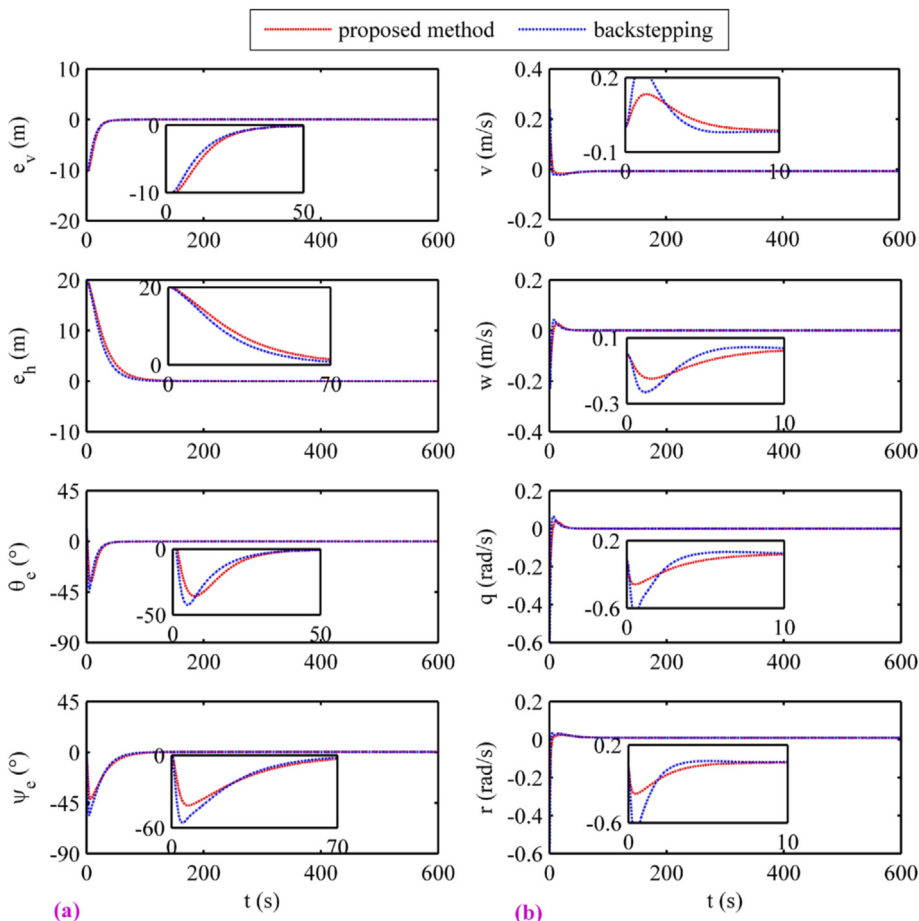 proposed method backstepping
10
0
-10
-20
e_v (m)
0
-10
0 50
0 200 400 600
0.4
0.2
0
-0.2
v (m/s)
0.2
-0.1
0 10
0 200 400 600
20
10
0
-10
e_h (m)
20
0
0 70
0 200 400 600
0.2
0
-0.2
-0.4
w (m/s)
0.1
-0.3
0 10
0 200 400 600
45
0
-45
-90
θ_e (°)
0
-50
0 50
0 200 400 600
0.2
0
-0.2
-0.4
-0.6
q (rad/s)
0.2
-0.6
0 10
0 200 400 600
45
0
-45
-90
ψ_e (°)
0
-60
0 70
0 200 400 600
t (s)
(a)
0.2
0
-0.2
-0.4
-0.6
r (rad/s)
0.2
-0.6
0 10
0 200 400 600
t (s)
(b)